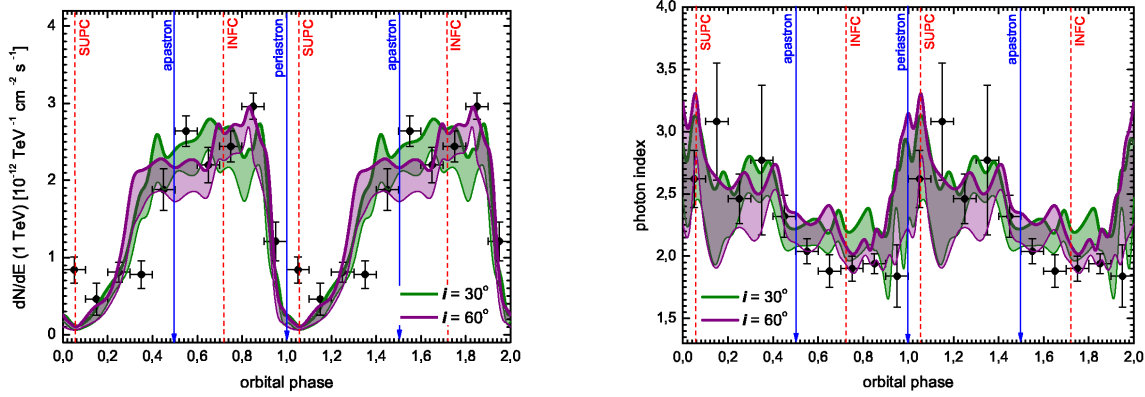 SUPC
apastron
INFC
periastron
SUPC
apastron
INFC
4
3
2
1
0
dN/dE (1 TeV) [10⁻¹² TeV⁻¹ cm⁻² s⁻¹]
i = 30°
i = 60°
0,0 0,2 0,4 0,6 0,8 1,0 1,2 1,4 1,6 1,8 2,0
orbital phase
SUPC
apastron
INFC
periastron
SUPC
apastron
INFC
4.0
3.5
3.0
2.5
2.0
1.5
photon index
i = 30°
i = 60°
0,0 0,2 0,4 0,6 0,8 1,0 1,2 1,4 1,6 1,8 2,0
orbital phase